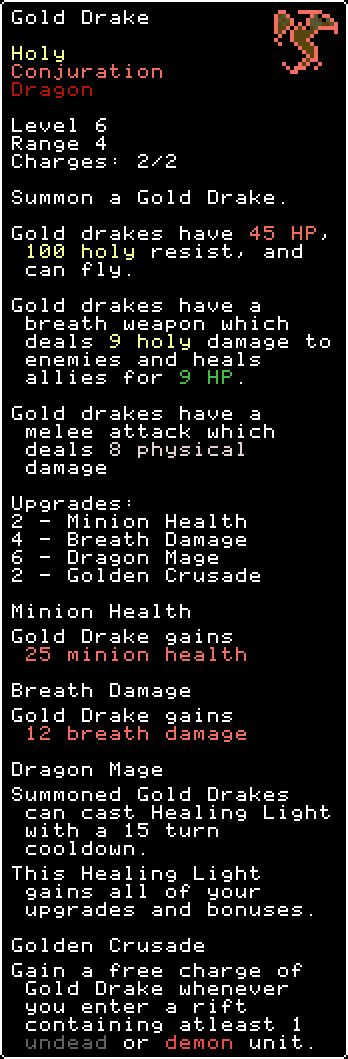 Gold Drake
Holy
Conjuration
Dragon
Level 6
Range 4
Charges: 2/2
Summon a Gold Drake.
Gold drakes have 45 HP,
100 holy resist, and
can fly.
Gold drakes have a
breath weapon which
deals 9 holy damage to
enemies and heals
allies for 9 HP.
Gold drakes have a
melee attack which
deals 8 physical
damage
Upgrades:
2 - Minion Health
4 - Breath Damage
6 - Dragon Mage
2 - Golden Crusade
Minion Health
Gold Drake gains
25 minion health
Breath Damage
Gold Drake gains
12 breath damage
Dragon Mage
Summoned Gold Drakes
can cast Healing Light
with a 15 turn
cooldown.
This Healing Light
gains all of your
upgrades and bonuses.
Golden Crusade
Gain a free charge of
Gold Drake whenever
you enter a rift
containing atleast 1
undead or demon unit.